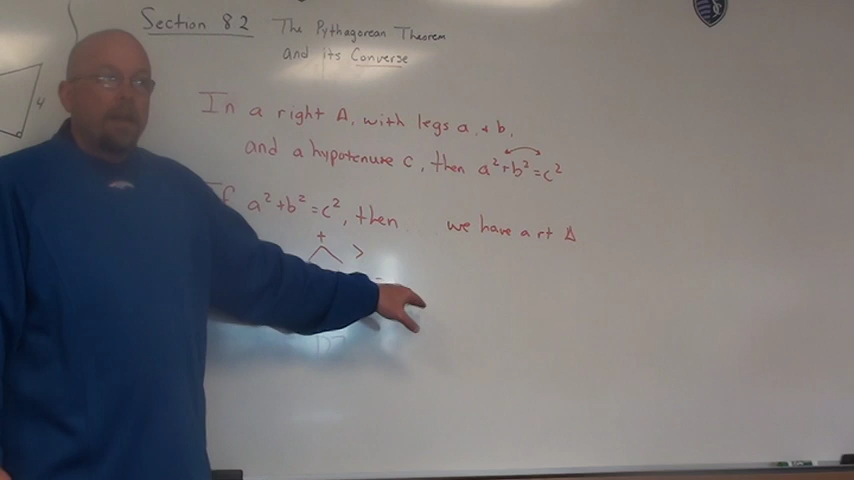 Section 8.2 The Pythagorean Theorem
and its Converse
4
In a right Δ, with legs a, + b,
and a hypotenuse c, then a²+b²=c²
If a²+b²=c², then we have a rt Δ
+
>